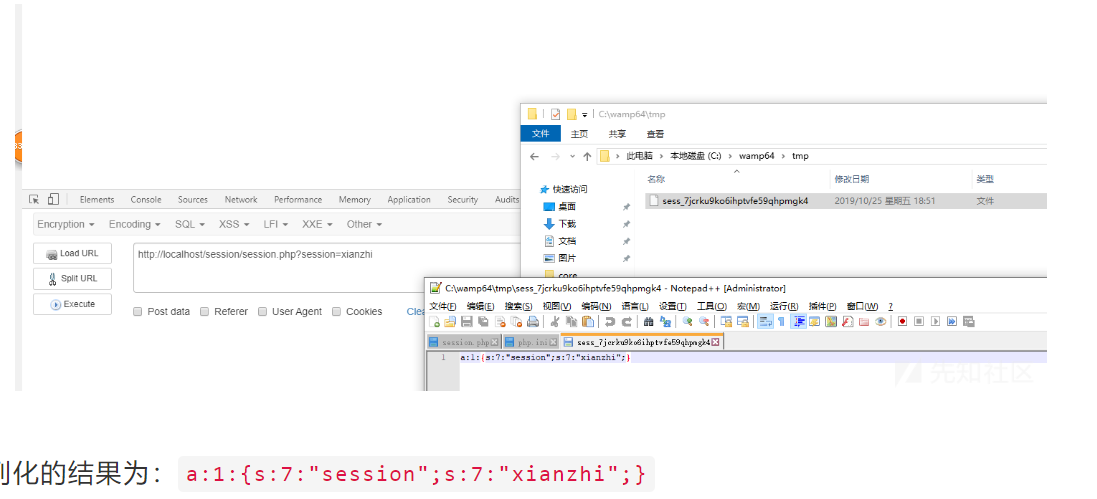 C:\wamp64\tmp
文件 主页 共享 查看
此电脑 > 本地磁盘 (C:) > wamp64 > tmp
名称 修改日期 类型
快速访问
sess_7jcrku9ko6ihptvfe59qhpmgk4 2019/10/25 星期五 18:51 文件
桌面
下载
文档
图片
core
33
Elements Console Sources Network Performance Memory Application Security Audits
Encryption Encoding SQL XSS LFI XXE Other
Load URL
http://localhost/session/session.php?session=xianzhi
Split URL
Execute
Post data Referer User Agent Cookies Clea
C:\wamp64\tmp\sess_7jcrku9ko6ihptvfe59qhpmgk4 - Notepad++ [Administrator]
文件(F) 编辑(E) 搜索(S) 视图(V) 编码(N) 语言(L) 设置(T) 工具(O) 宏(M) 运行(R) 插件(P) 窗口(W) ?
session.php php.ini sess_7jcrku9ko6ihptvfe59qhpmgk4
1 a:1:{s:7:"session";s:7:"xianzhi";}
先知社区
列化的结果为： a:1:{s:7:"session";s:7:"xianzhi";}